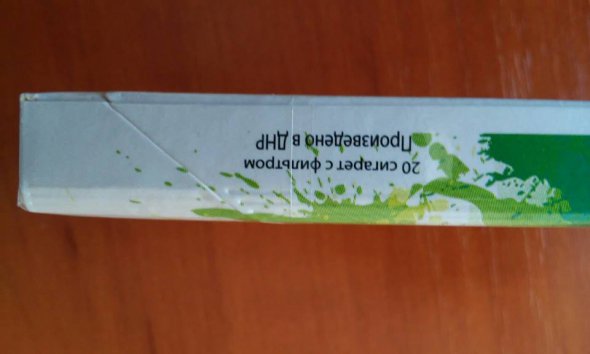 20 сигарет с фильтром
Произведено в ДНР